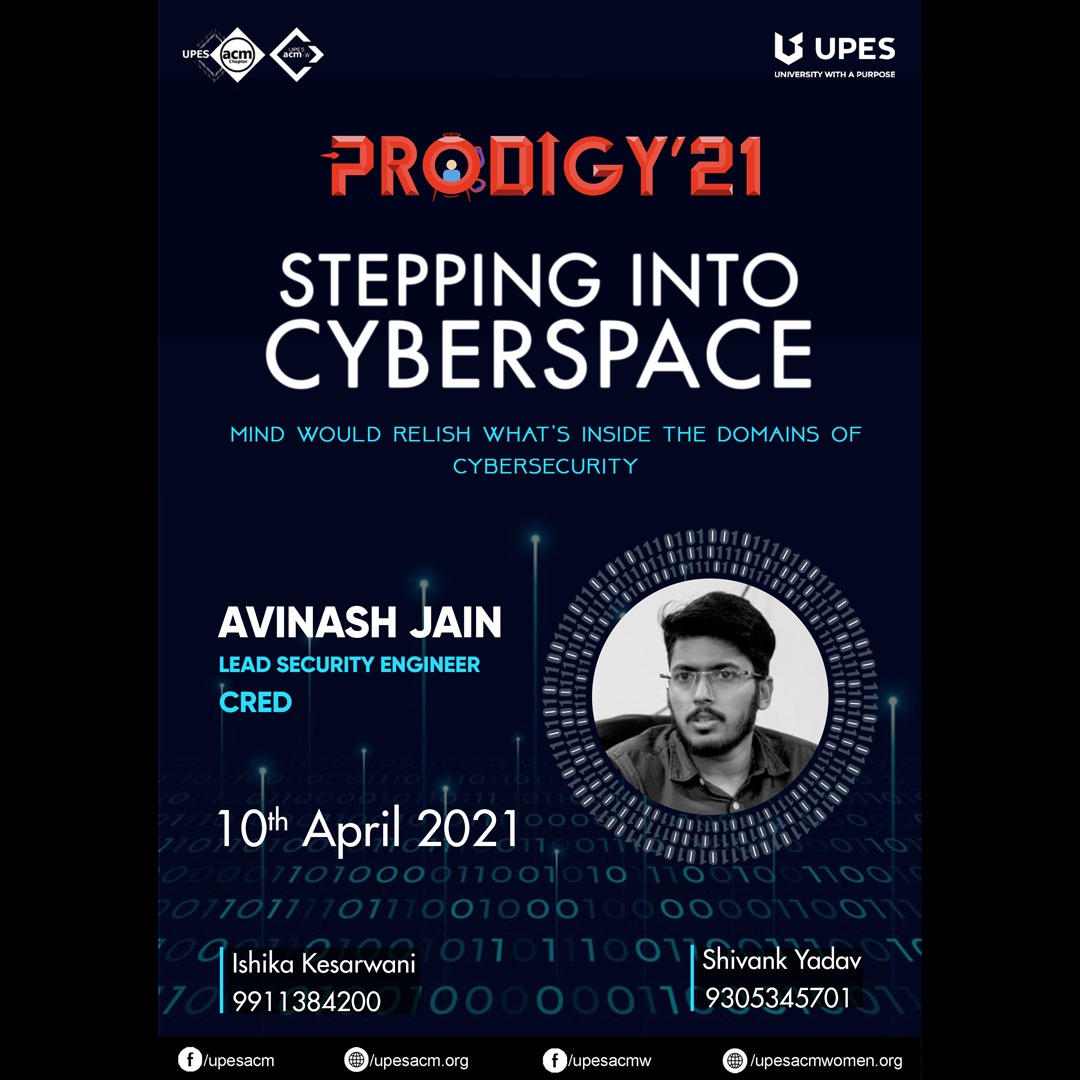 UPES acm Chapter
UPES acm-w
UPES
UNIVERSITY WITH A PURPOSE
PRODIGY'21
STEPPING INTO
CYBERSPACE
MIND WOULD RELISH WHAT'S INSIDE THE DOMAINS OF
CYBERSECURITY
AVINASH JAIN
LEAD SECURITY ENGINEER
CRED
10th April 2021
Ishika Kesarwani
9911384200
Shivank Yadav
9305345701
/upesacm
/upesacm.org
/upesacmw
/upesacmwomen.org